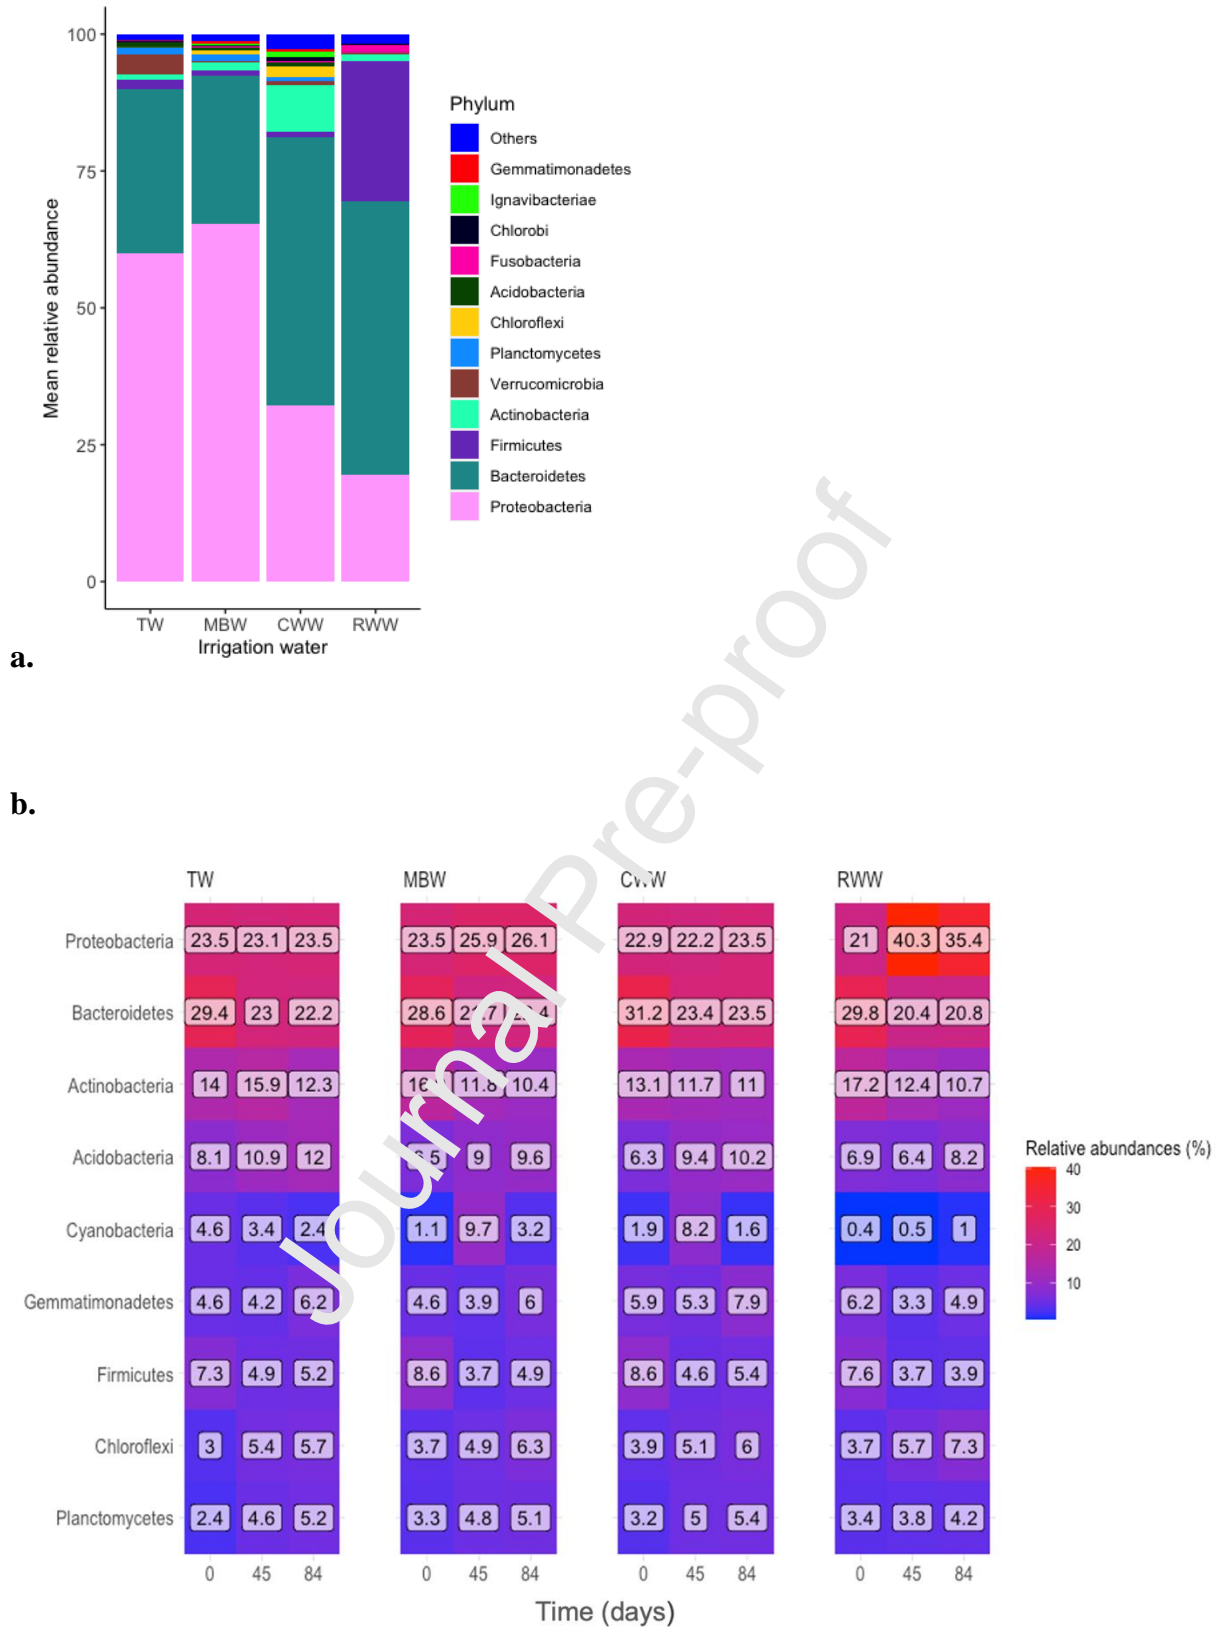 100
75
50
25
0
Mean relative abundance
TW MBW CWW RWW
Irrigation water
Phylum
Others
Gemmatimonadetes
Ignavibacteriae
Chlorobi
Fusobacteria
Acidobacteria
Chloroflexi
Planctomycetes
Verrucomicrobia
Actinobacteria
Firmicutes
Bacteroidetes
Proteobacteria
a.
b.
Journal Pre-proof
TW MBW CWW RWW
Proteobacteria 23.5 23.1 23.5 23.5 25.9 26.1 22.9 22.2 23.5 21 40.3 35.4
Bacteroidetes 29.4 23 22.2 28.6 31.2 23.4 23.5 29.8 20.4 20.8
Actinobacteria 14 15.9 12.3 11.8 10.4 13.1 11.7 11 17.2 12.4 10.7
Acidobacteria 8.1 10.9 12 6.5 9 9.6 6.3 9.4 10.2 6.9 6.4 8.2
Cyanobacteria 4.6 3.4 2.4 1.1 9.7 3.2 1.9 8.2 1.6 0.4 0.5 1
Gemmatimonadetes 4.6 4.2 6.2 4.6 3.9 6 5.9 5.3 7.9 6.2 3.3 4.9
Firmicutes 7.3 4.9 5.2 8.6 3.7 4.9 8.6 4.6 5.4 7.6 3.7 3.9
Chloroflexi 3 5.4 5.7 3.7 4.9 6.3 3.9 5.1 6 3.7 5.7 7.3
Planctomycetes 2.4 4.6 5.2 3.3 4.8 5.1 3.2 5 5.4 3.4 3.8 4.2
0 45 84 0 45 84 0 45 84 0 45 84
Time (days)
Relative abundances (%)
40
30
20
10